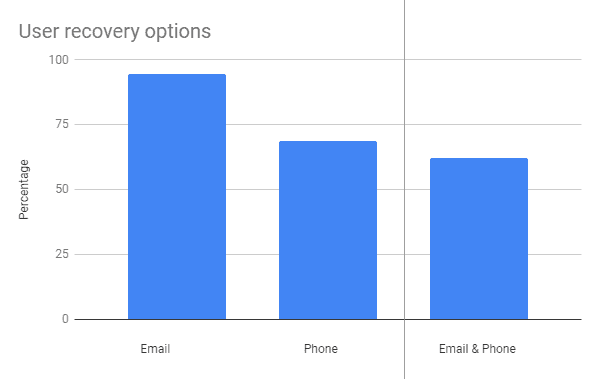 User recovery options
100
75
50
25
0
Percentage
Email
Phone
Email & Phone